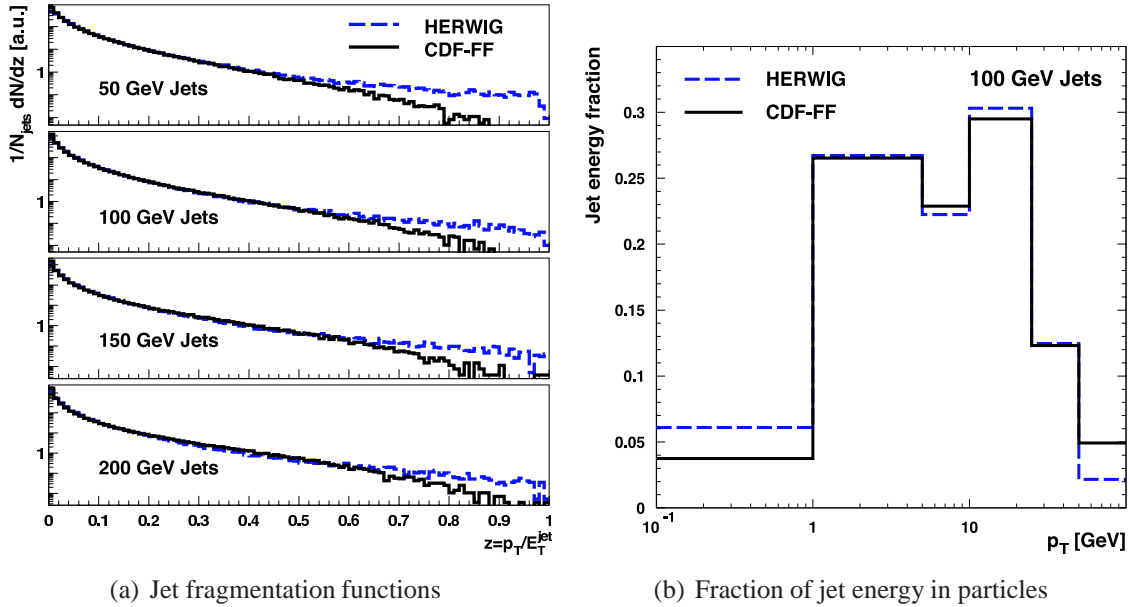 1/N_jets dN/dz [a.u.]
HERWIG
CDF-FF
1
50 GeV Jets
1
100 GeV Jets
1
150 GeV Jets
1
200 GeV Jets
0 0.1 0.2 0.3 0.4 0.5 0.6 0.7 0.8 0.9 1
z=p_T/E_T^jet
(a) Jet fragmentation functions
Jet energy fraction
HERWIG
CDF-FF
100 GeV Jets
0.3
0.25
0.2
0.15
0.1
0.05
0
10^-1 1 10
p_T [GeV]
(b) Fraction of jet energy in particles